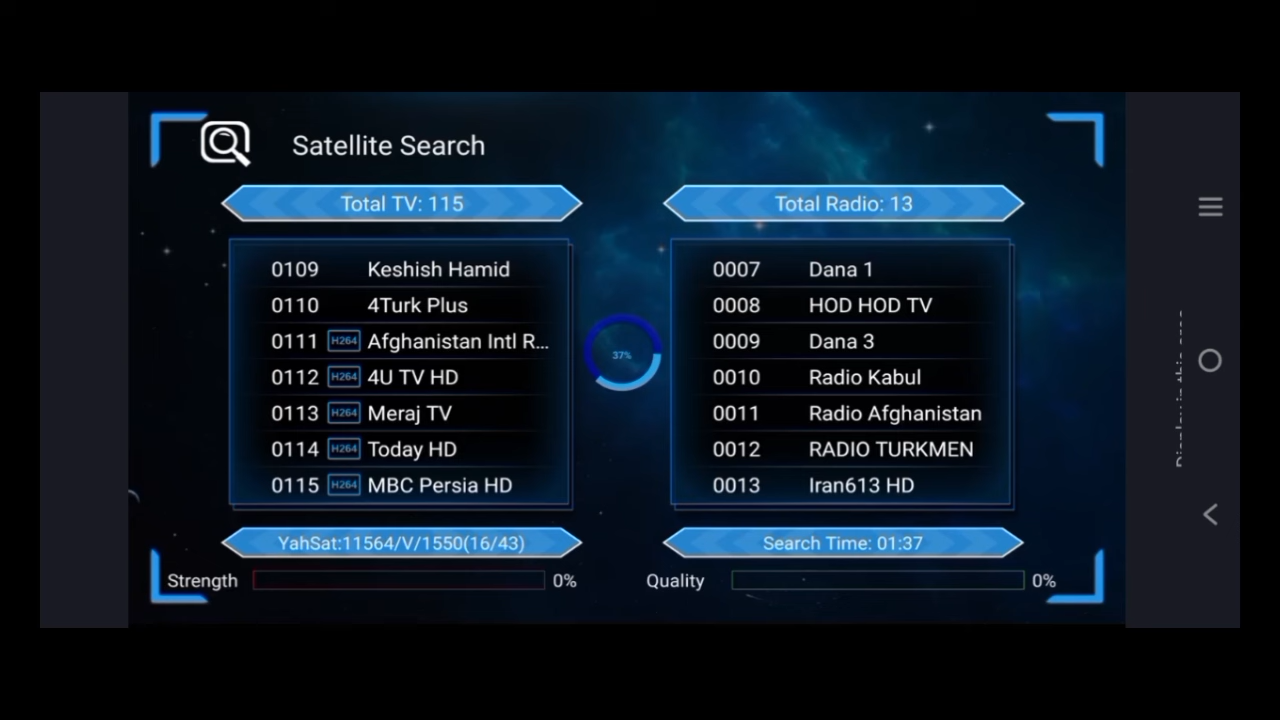 Satellite Search
Total TV: 115
Total Radio: 13
0109 Keshish Hamid
0110 4Turk Plus
0111 H264 Afghanistan Intl R...
0112 H264 4U TV HD
0113 H264 Meraj TV
0114 H264 Today HD
0115 H264 MBC Persia HD
37%
0007 Dana 1
0008 HOD HOD TV
0009 Dana 3
0010 Radio Kabul
0011 Radio Afghanistan
0012 RADIO TURKMEN
0013 Iran613 HD
YahSat:11564/V/1550(16/43)
Search Time: 01:37
Strength 0%
Quality 0%